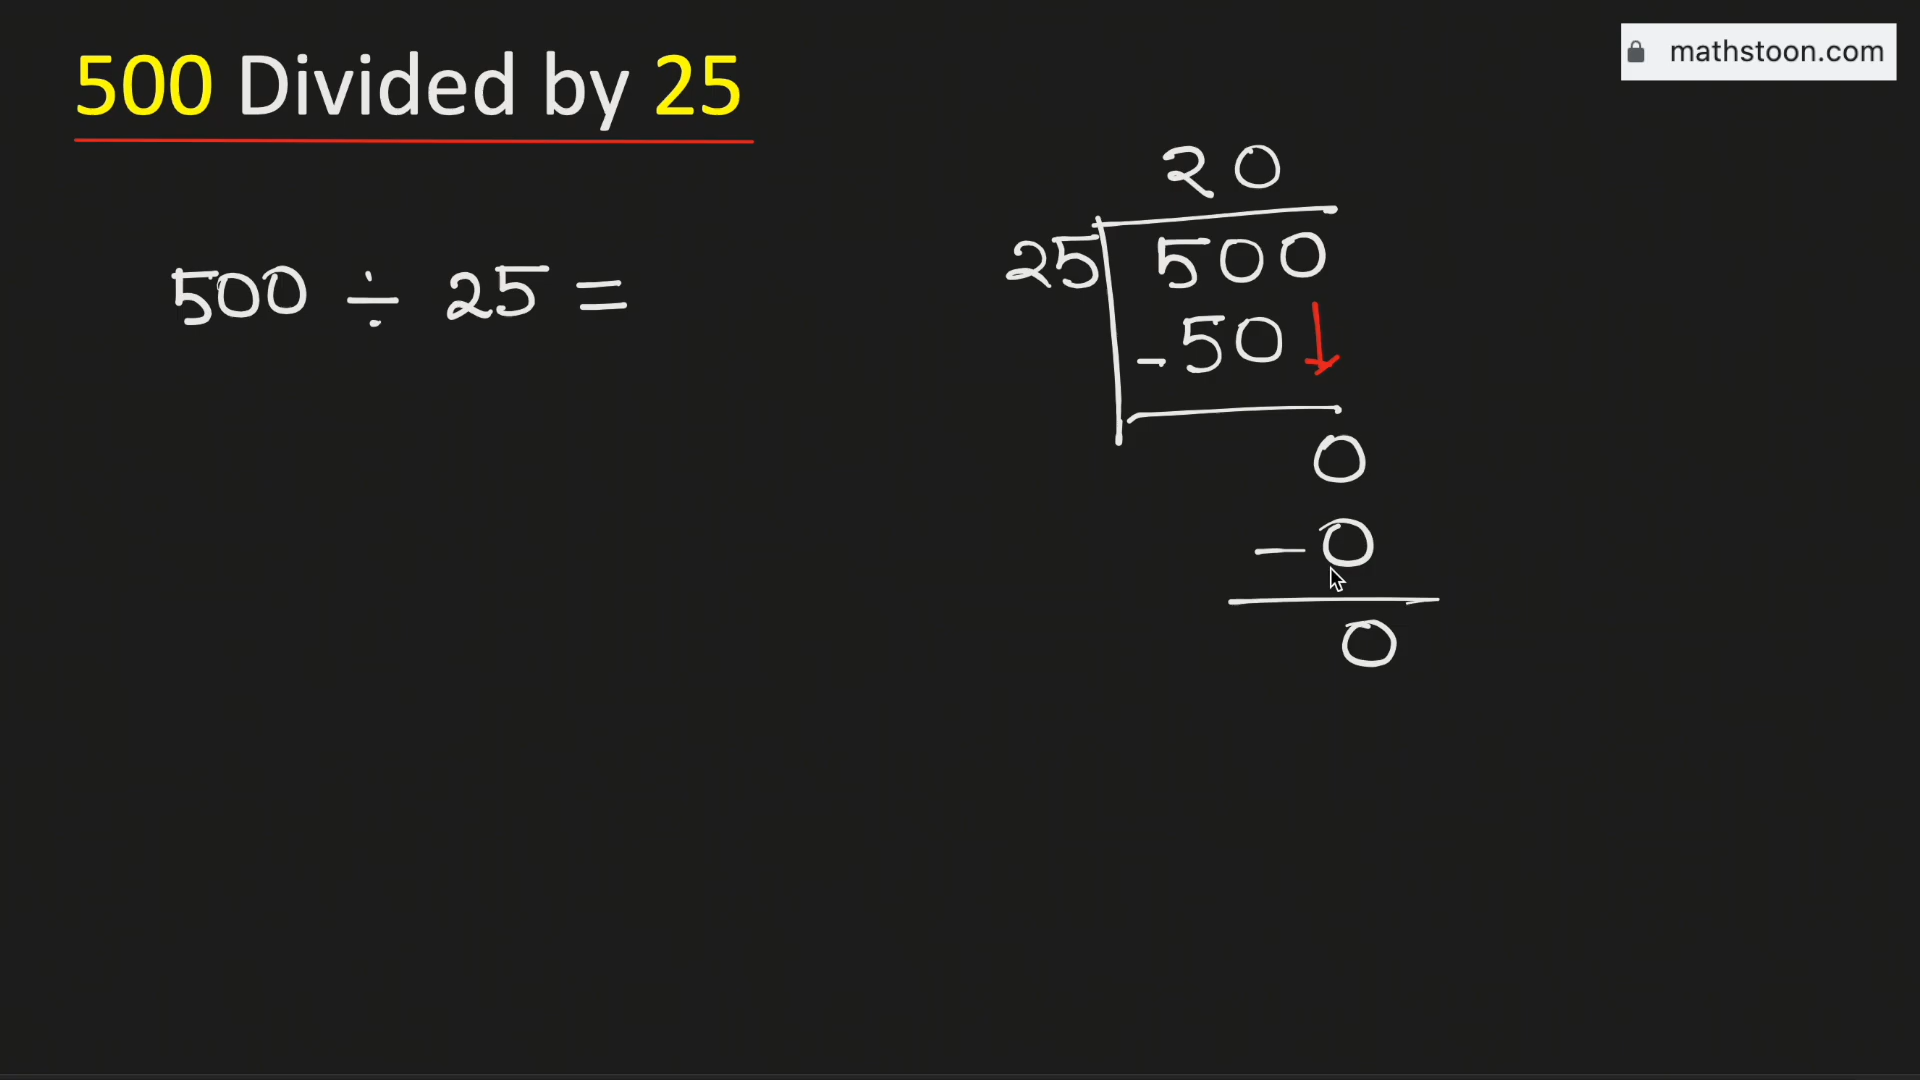 500 Divided by 25
mathstoon.com
500 ÷ 25 =
20
25 500
- 50 ↓
0
- 0
0